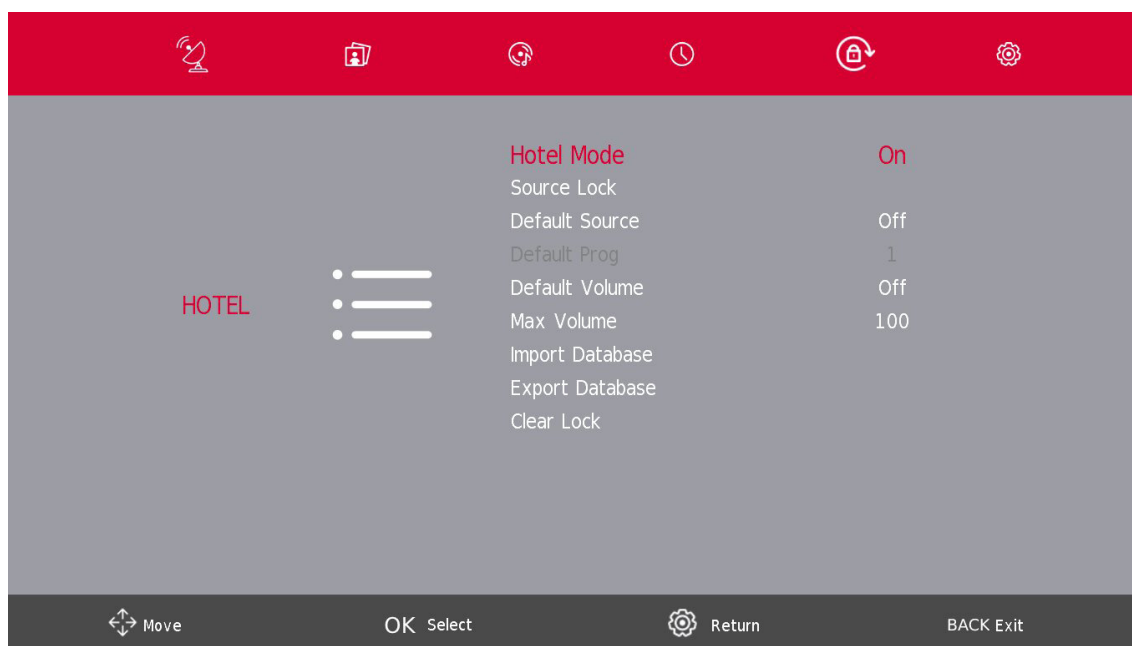 HOTEL
Hotel Mode On
Source Lock
Default Source Off
Default Prog 1
Default Volume Off
Max Volume 100
Import Database
Export Database
Clear Lock
Move OK Select Return BACK Exit